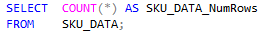 SELECT COUNT(*) AS SKU_DATA_NumRows
FROM SKU_DATA;